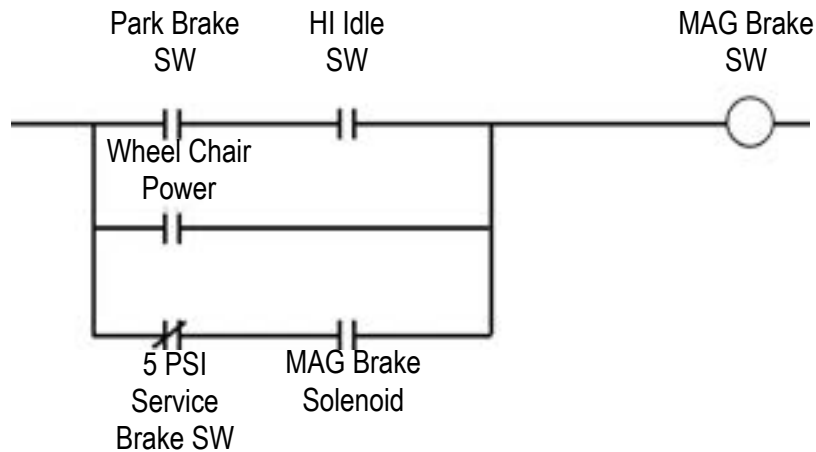 Park Brake
SW
HI Idle
SW
MAG Brake
SW
Wheel Chair
Power
5 PSI
Service
Brake SW
MAG Brake
Solenoid